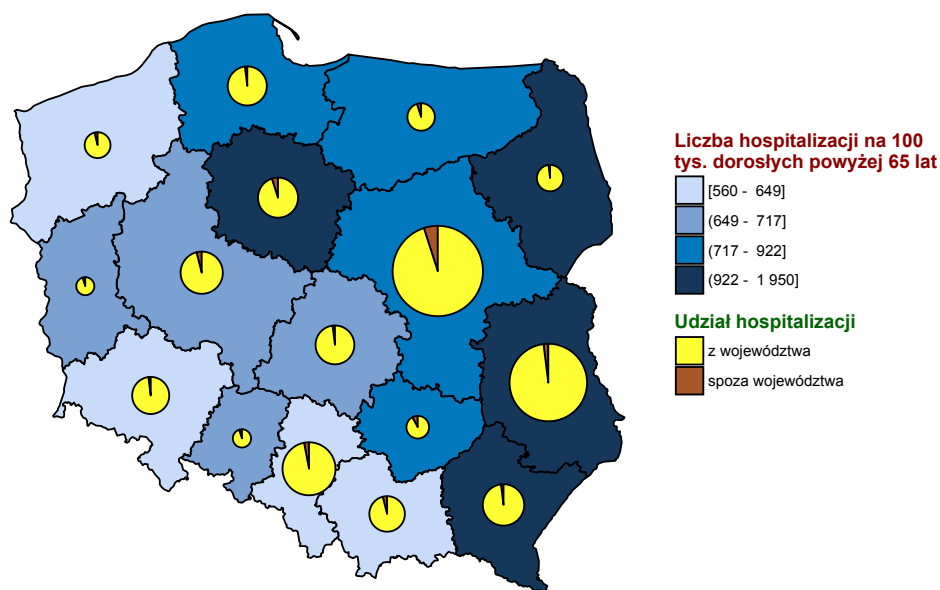 Liczba hospitalizacji na 100
tys. dorosłych powyżej 65 lat
[560 - 649]
(649 - 717]
(717 - 922]
(922 - 1 950]
Udział hospitalizacji
z województwa
spoza województwa